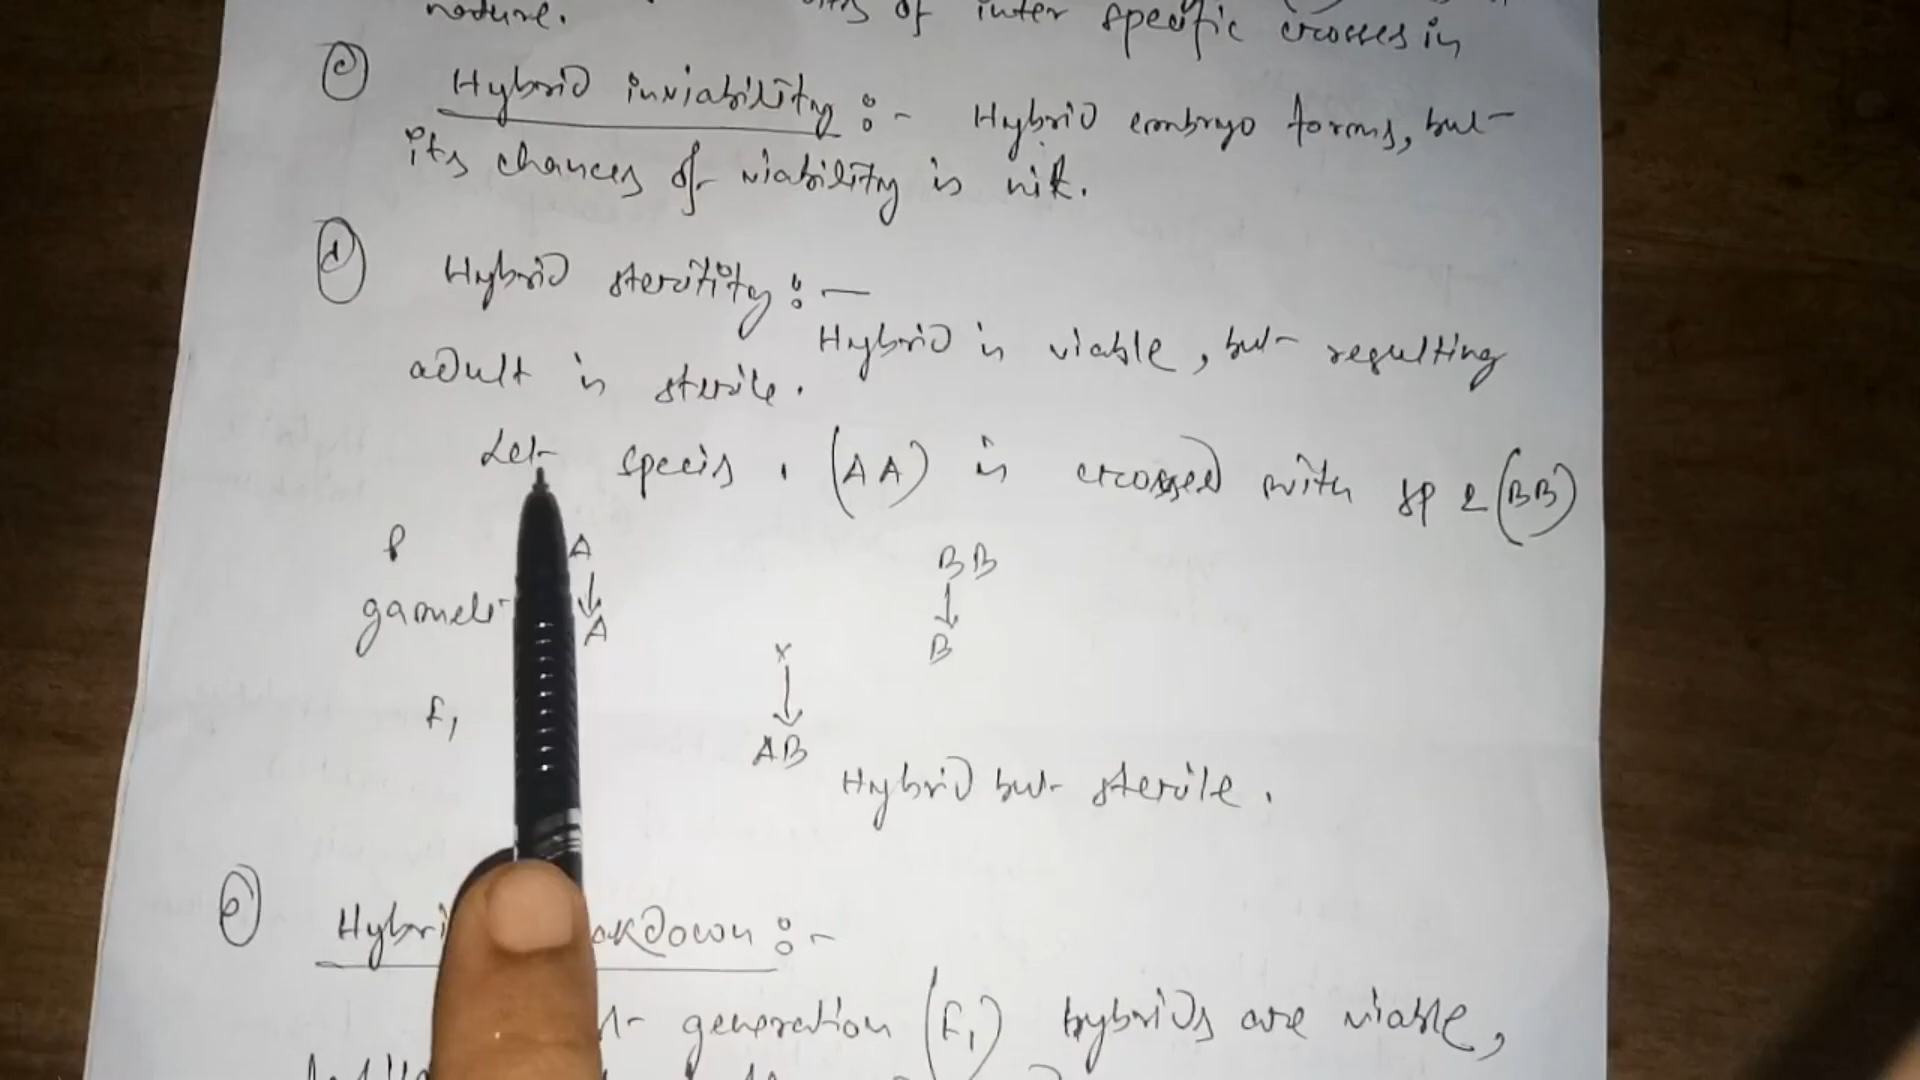 nature. of inter specific crosses in
(c) Hybrid inviability :- Hybrid embryo forms, but
its chances of viability is nil.
(d) Hybrid sterility :-
Hybrid is viable, but resulting
adult is sterile.
Let species 1 (AA) is crossed with sp 2 (BB)
P A BB
↓ ↓
gamet A B
x
↓
F1 AB
Hybrid but sterile.
(e) Hybri okdown :-
generation (F1) hybrids are viable,